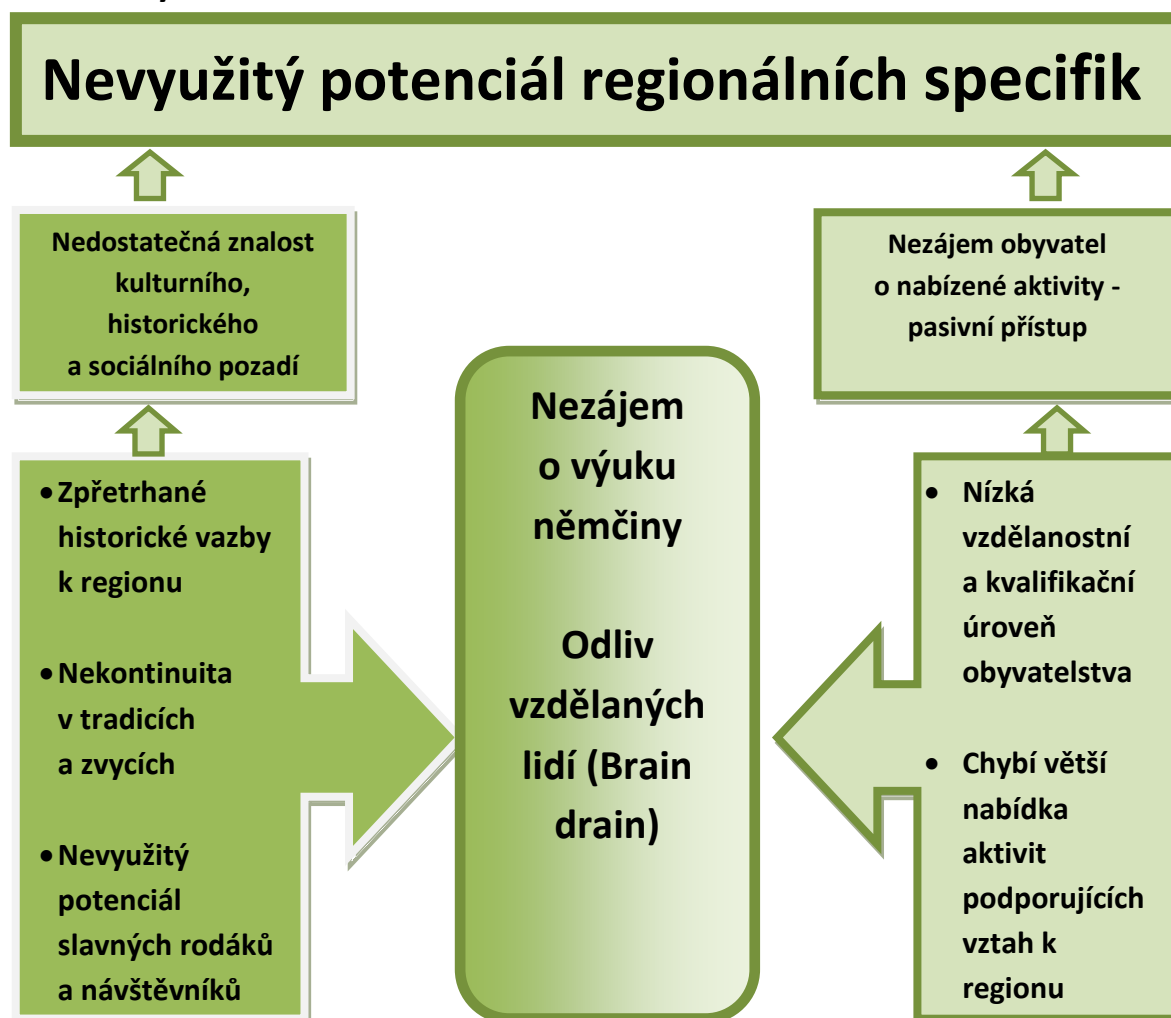 Nevyužitý potenciál regionálních specifik
Nedostatečná znalost
kulturního,
historického
a sociálního pozadí
Nezájem obyvatel
o nabízené aktivity -
pasivní přístup
• Zpřetrhané
historické vazby
k regionu
• Nekontinuita
v tradicích
a zvycích
• Nevyužitý
potenciál
slavných rodáků
a návštěvníků
Nezájem
o výuku
němčiny
Odliv
vzdělaných
lidí (Brain
drain)
• Nízká
vzdělanostní
a kvalifikační
úroveň
obyvatelstva
• Chybí větší
nabídka
aktivit
podporujících
vztah k
regionu